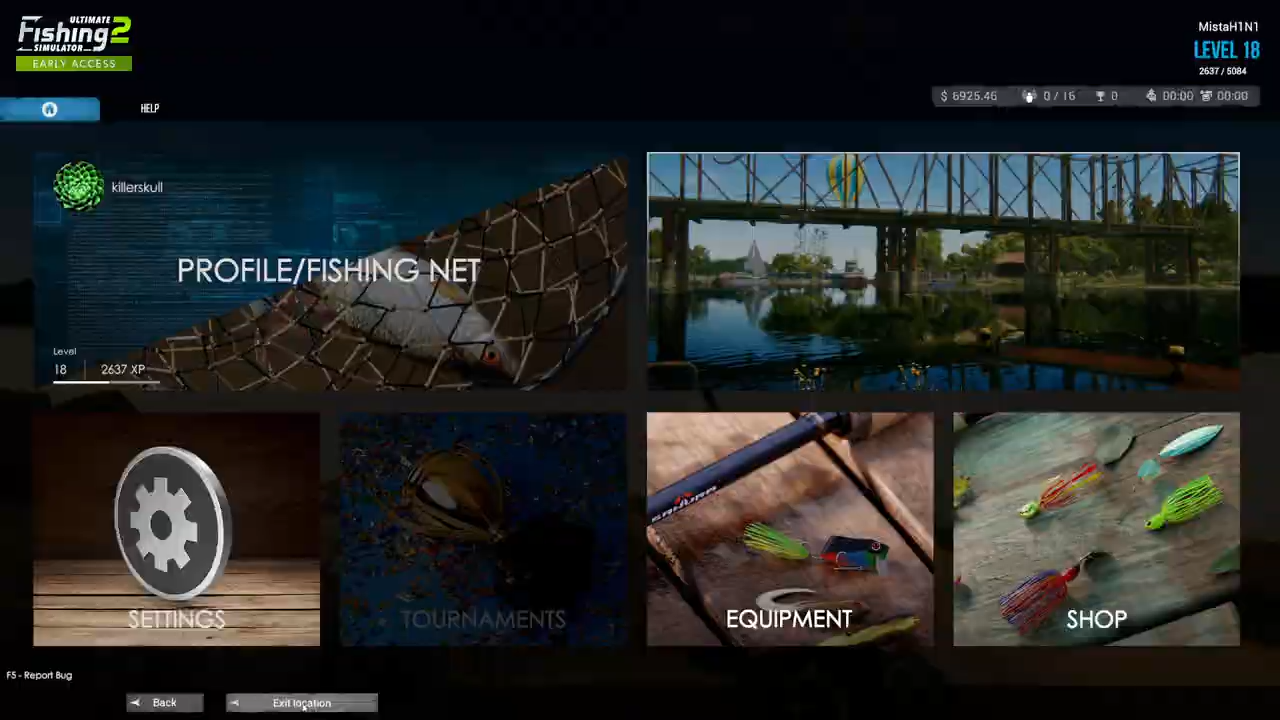 ULTIMATE
Fishing 2
SIMULATOR
EARLY ACCESS
MistaH1N1
LEVEL 18
2637 / 5084
HELP
$ 6925.46
0 / 16
0
00:00
00:00
killerskull
PROFILE/FISHING NET
Level
18
2637 XP
SAKURA
SETTINGS
TOURNAMENTS
EQUIPMENT
SHOP
F5 - Report Bug
Back
Exit location